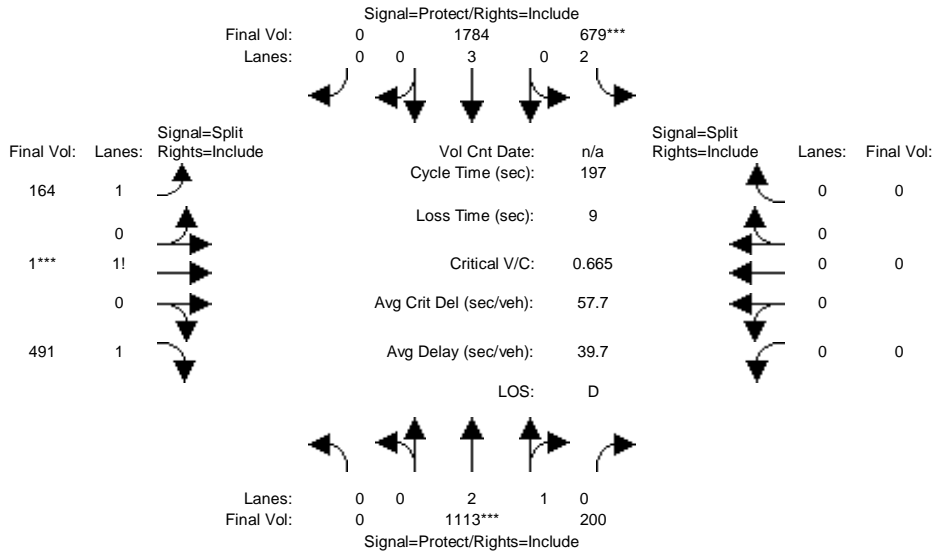 Signal=Protect/Rights=Include
Final Vol: 0 1784 679***
Lanes: 0 0 3 0 2
Signal=Split
Final Vol: Lanes: Rights=Include
Vol Cnt Date: n/a
Signal=Split
Rights=Include Lanes: Final Vol:
Cycle Time (sec): 197
164 1
0 0
Loss Time (sec): 9
0
0
1*** 1!
Critical V/C: 0.665
0 0
0
Avg Crit Del (sec/veh): 57.7
0
491 1
Avg Delay (sec/veh): 39.7
0 0
LOS: D
Lanes: 0 0 2 1 0
Final Vol: 0 1113*** 200
Signal=Protect/Rights=Include